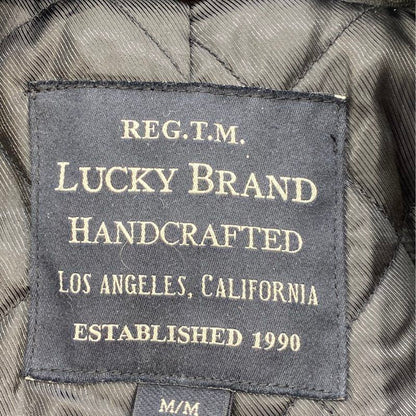 REG.T.M.
LUCKY BRAND
HANDCRAFTED
LOS ANGELES, CALIFORNIA
ESTABLISHED 1990
M/M